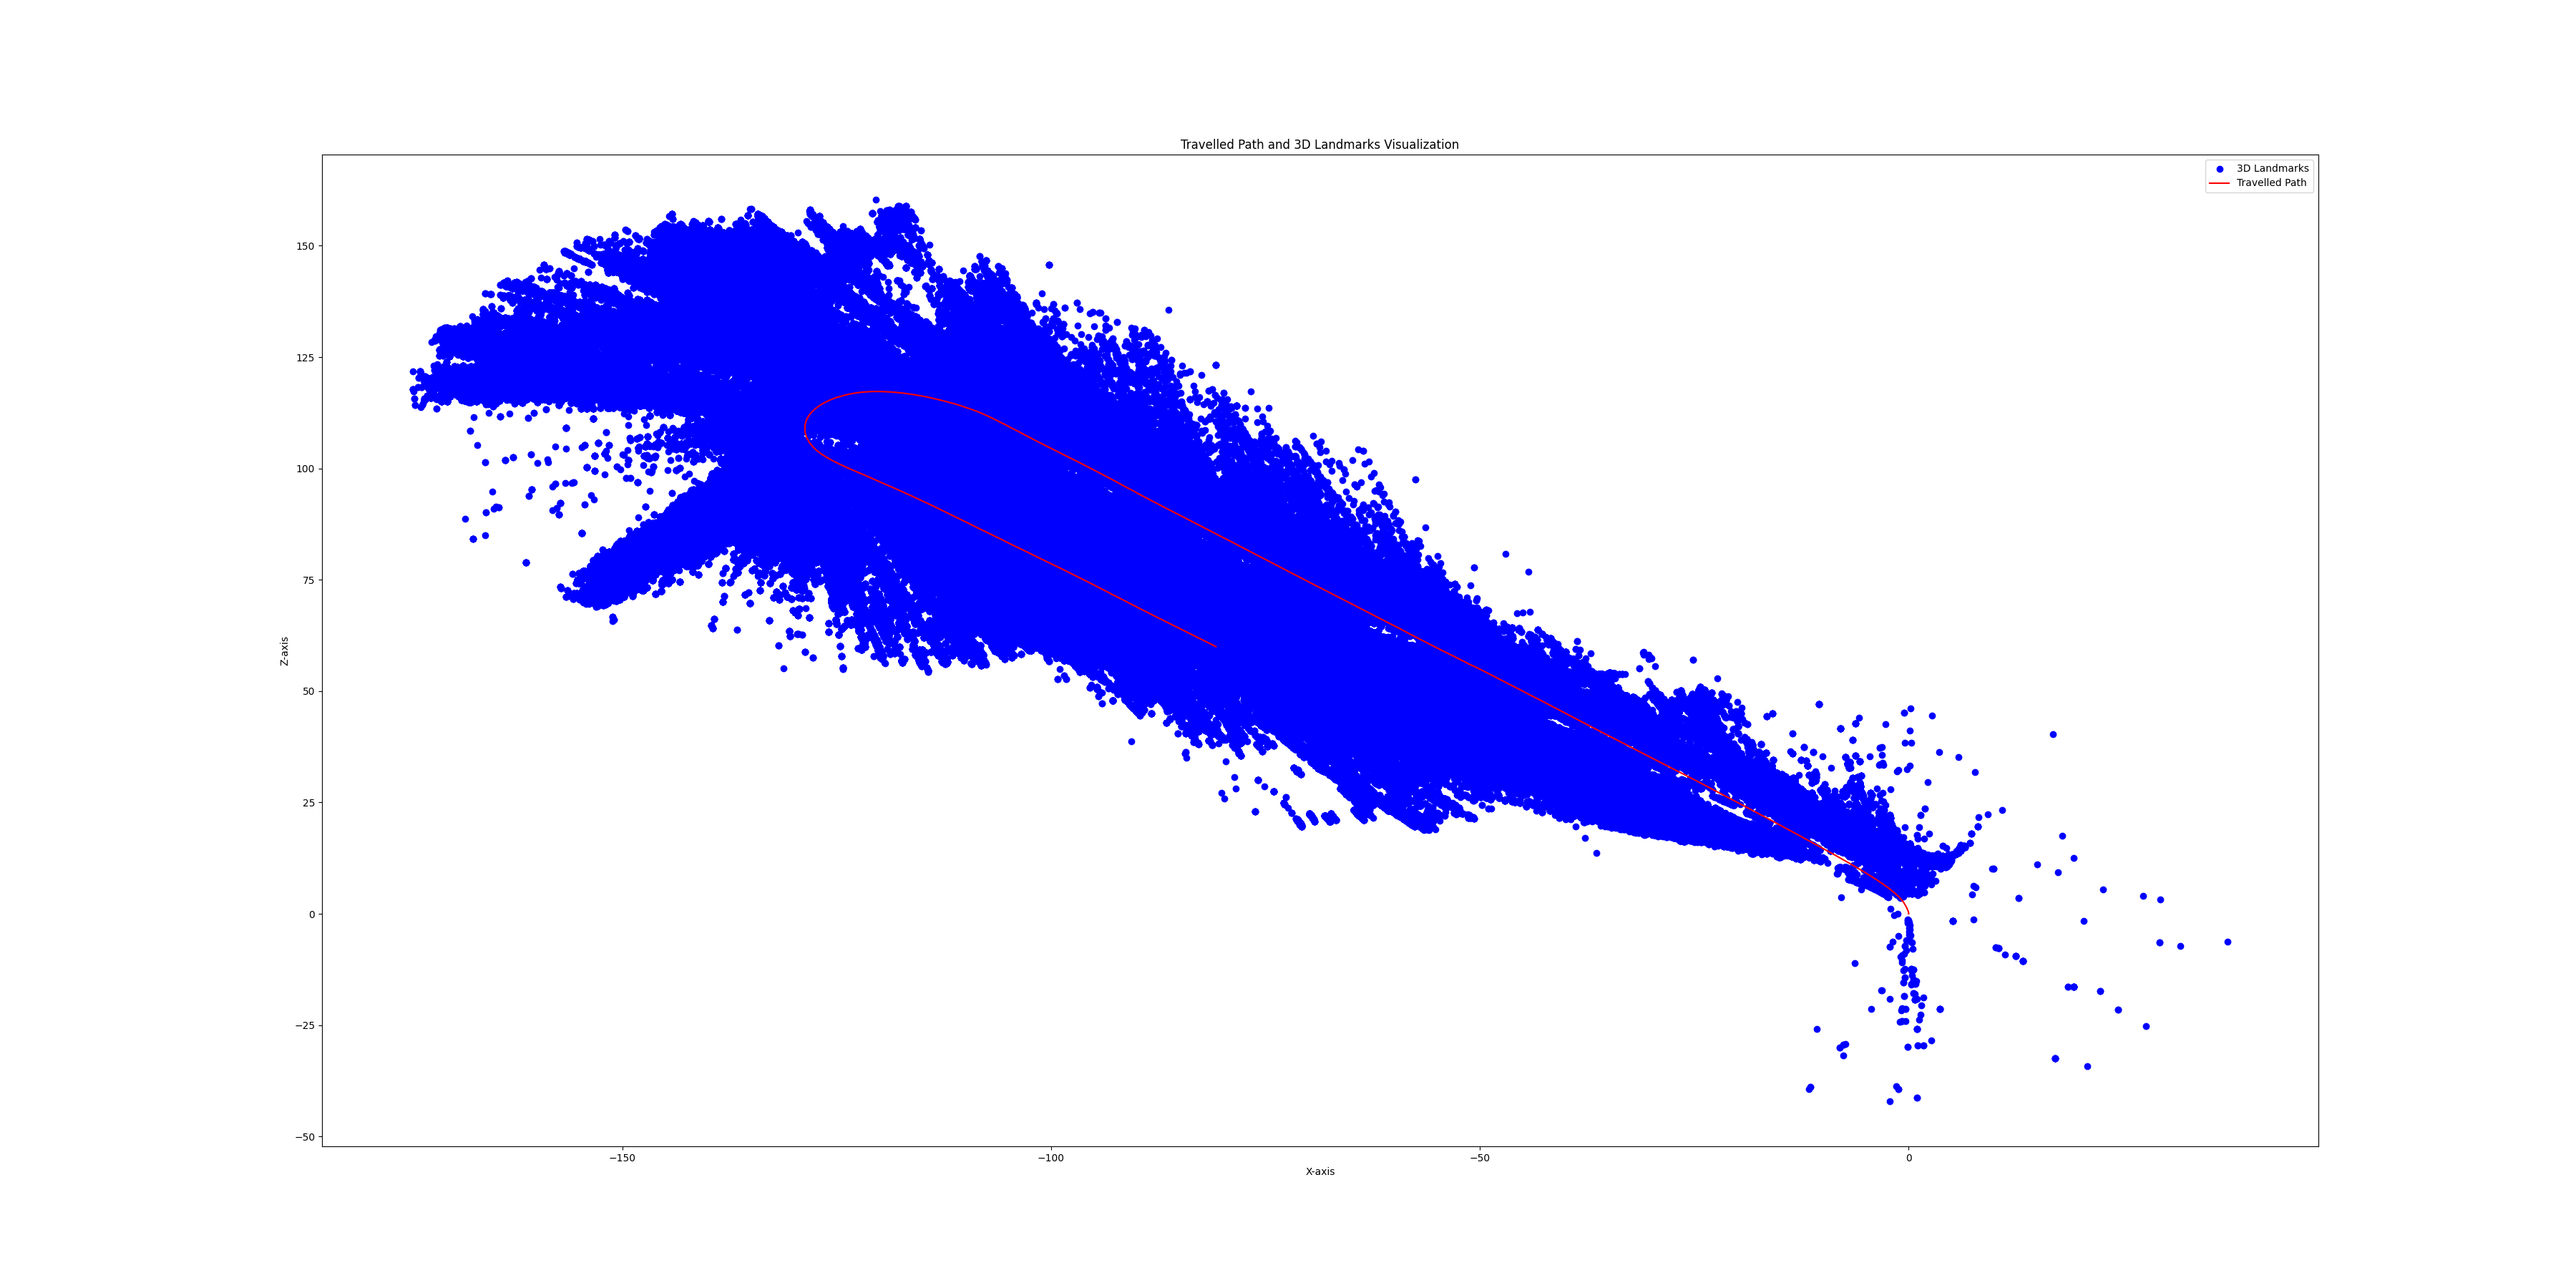 Travelled Path and 3D Landmarks Visualization
3D Landmarks
Travelled Path
150
125
100
75
50
25
0
−25
−50
Z-axis
−150
−100
−50
0
X-axis